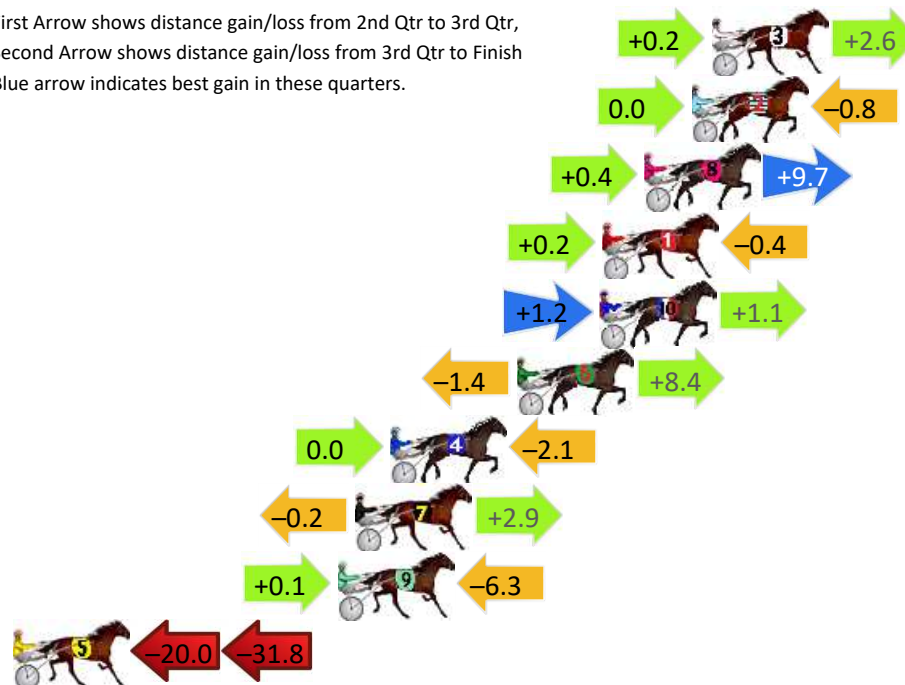 irst Arrow shows distance gain/loss from 2nd Qtr to 3rd Qtr,
econd Arrow shows distance gain/loss from 3rd Qtr to Finish
Blue arrow indicates best gain in these quarters.
+0.2 3 +2.6
0.0 2 –0.8
+0.4 8 +9.7
+0.2 1 –0.4
+1.2 10 +1.1
–1.4 6 +8.4
0.0 4 –2.1
–0.2 7 +2.9
+0.1 9 –6.3
5 –20.0 –31.8